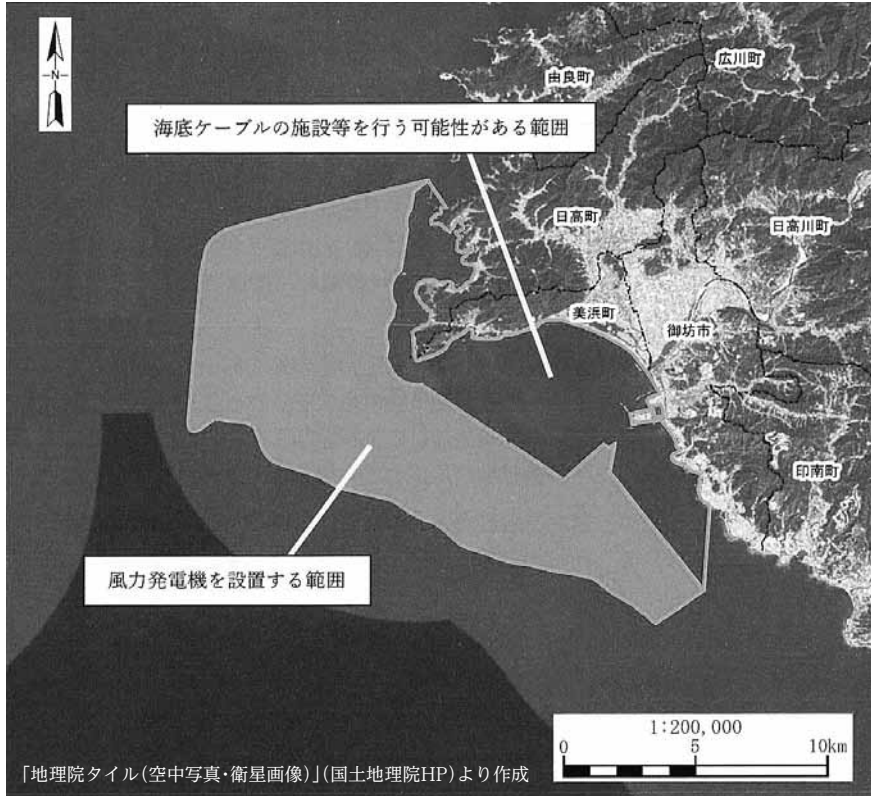 N
広川町
由良町
海底ケーブルの施設等を行う可能性がある範囲
日高町
日高川町
美浜町
御坊市
印南町
風力発電機を設置する範囲
1:200,000
0 5 10km
「地理院タイル(空中写真・衛星画像)」(国土地理院HP)より作成